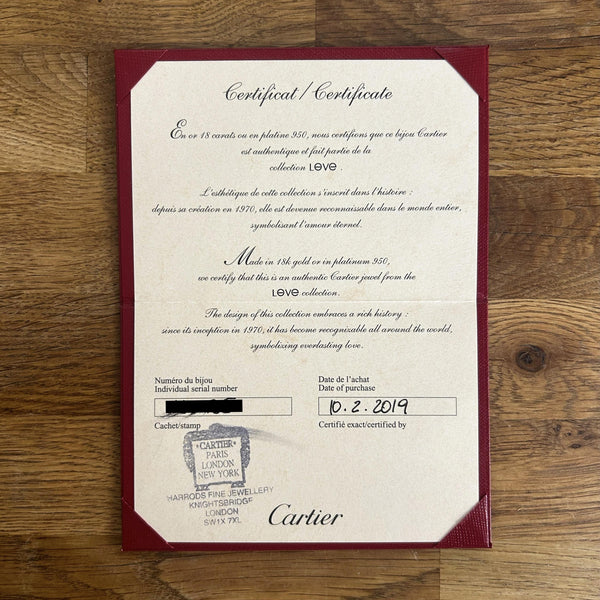 Certificat / Certificate
En or 18 carats ou en platine 950, nous certifions que ce bijou Cartier
est authentique et fait partie de la
collection LOVE .
L'esthétique de cette collection s'inscrit dans l'histoire :
depuis sa création en 1970, elle est devenue reconnaissable dans le monde entier,
symbolisant l'amour éternel.
Made in 18k gold or in platinum 950,
we certify that this is an authentic Cartier jewel from the
LOVE collection.
The design of this collection embraces a rich history :
since its inception in 1970, it has become recognizable all around the world,
symbolizing everlasting love.
Numéro du bijou
Individual serial number
Date de l'achat
Date of purchase
10.2.2019
Cachet/stamp
Certifié exact/certified by
*CARTIER*
PARIS
LONDON
NEW YORK
HARRODS FINE JEWELLERY
KNIGHTSBRIDGE
LONDON
SW1X 7XL
Cartier